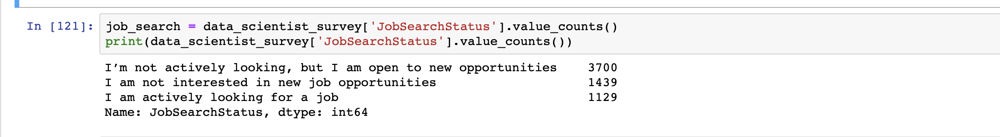 In [121]: job_search = data_scientist_survey['JobSearchStatus'].value_counts()
print(data_scientist_survey['JobSearchStatus'].value_counts())
I’m not actively looking, but I am open to new opportunities 3700
I am not interested in new job opportunities 1439
I am actively looking for a job 1129
Name: JobSearchStatus, dtype: int64